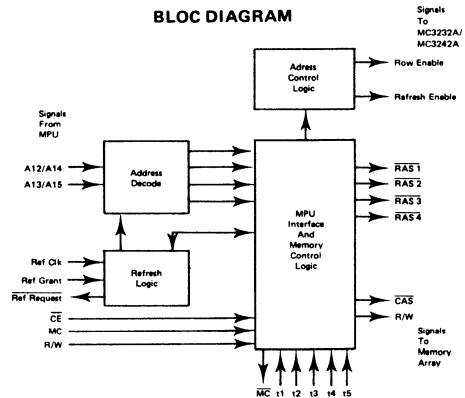 BLOC DIAGRAM
Signals
To
MC3232A/
MC3242A
Adress
Control
Logic
Row Enable
Refresh Enable
Signals
From
MPU
A12/A14
A13/A15
Address
Decode
MPU
Interface
And
Memory
Control
Logic
RAS 1
RAS 2
RAS 3
RAS 4
Ref Clk
Ref Grant
Ref Request
Refresh
Logic
CAS
R/W
CE
MC
R/W
Signals
To
Memory
Array
MC t1 t2 t3 t4 t5